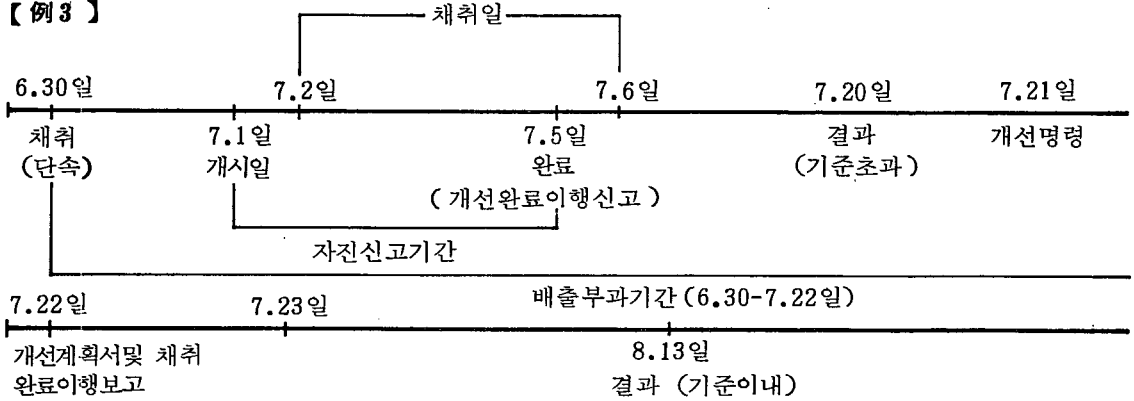 【例3】
채취일
6.30일 7.2일 7.6일 7.20일 7.21일
채취 7.1일 7.5일 결과 개선명령
(단속) 개시일 완료 (기준초과)
(개선완료이행신고)
자진신고기간
7.22일 7.23일 배출부과기간(6.30-7.22일)
개선계획서및 채취 8.13일
완료이행보고 결과 (기준이내)